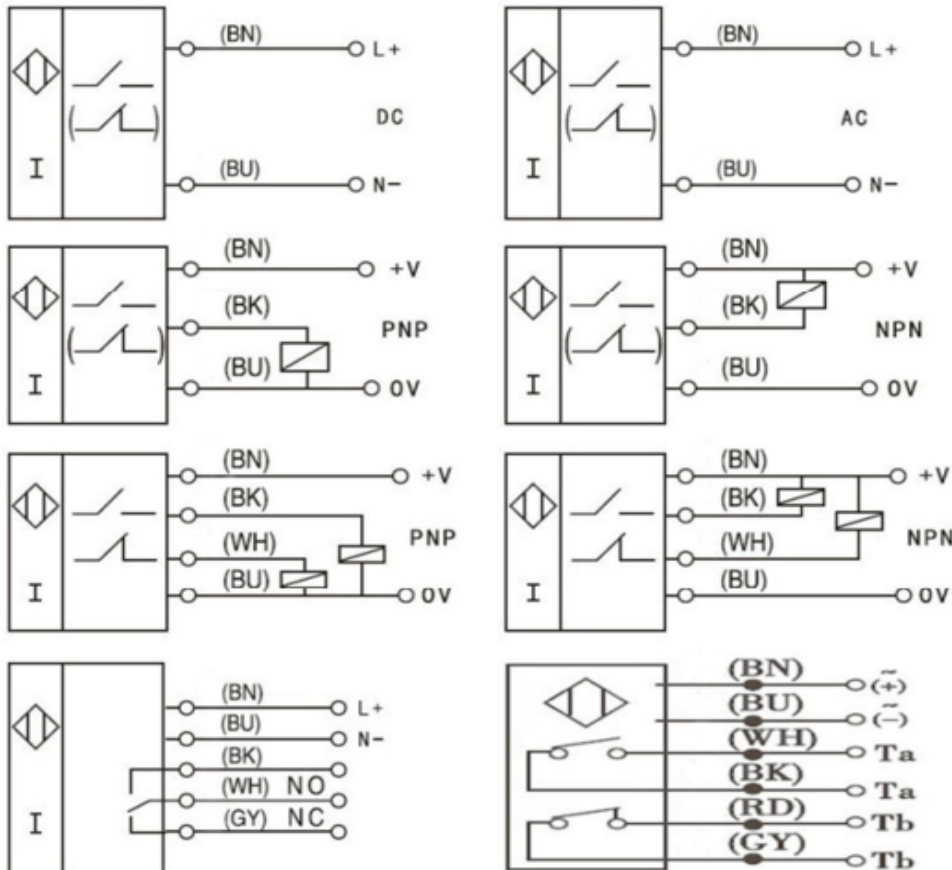 (BN) L+
DC
I (BU) N-
(BN) L+
AC
I (BU) N-
(BN) +V
(BK) PNP
I (BU) 0V
(BN) +V
(BK) NPN
I (BU) 0V
(BN) +V
(BK)
PNP
(WH)
I (BU) 0V
(BN) +V
(BK)
NPN
(WH)
I (BU) 0V
(BN) L+
(BU) N-
(BK)
(WH) NO
I (GY) NC
(BN) ~(+)
(BU) ~(-)
(WH) Ta
(BK) Ta
(RD) Tb
(GY) Tb